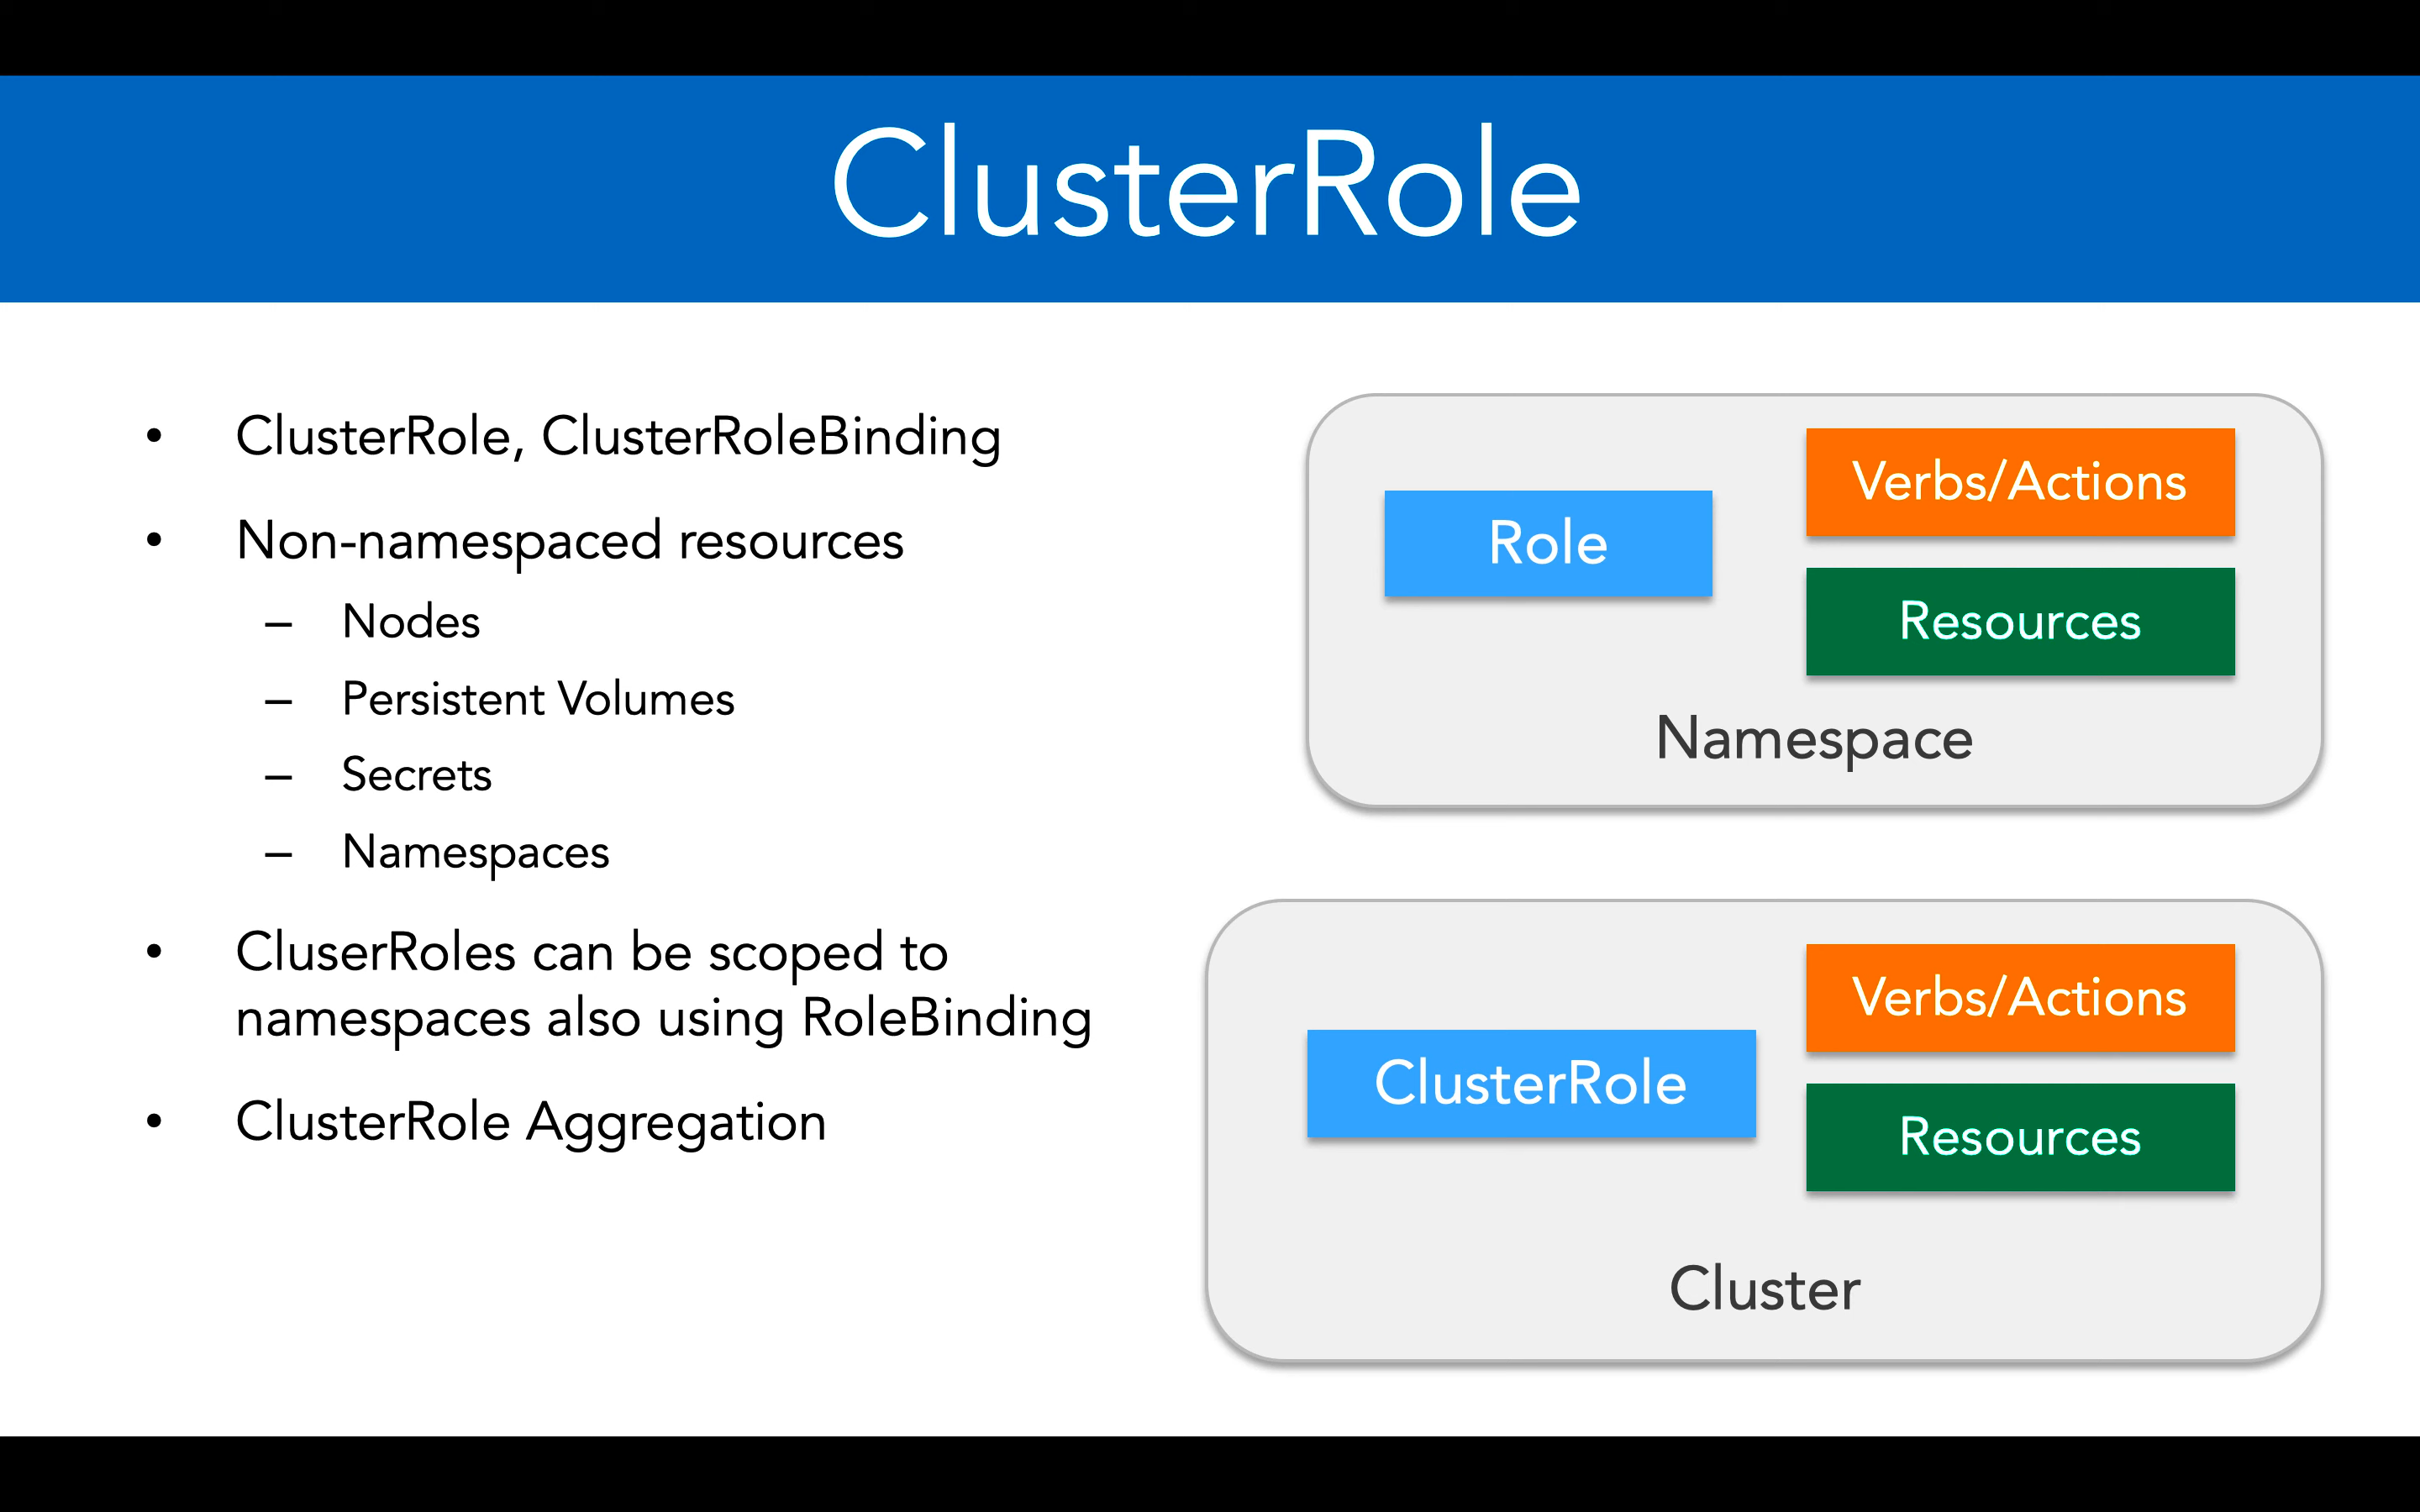 ClusterRole
• ClusterRole, ClusterRoleBinding
• Non-namespaced resources
– Nodes
– Persistent Volumes
– Secrets
– Namespaces
• CluserRoles can be scoped to
namespaces also using RoleBinding
• ClusterRole Aggregation
Role
Verbs/Actions
Resources
Namespace
ClusterRole
Verbs/Actions
Resources
Cluster